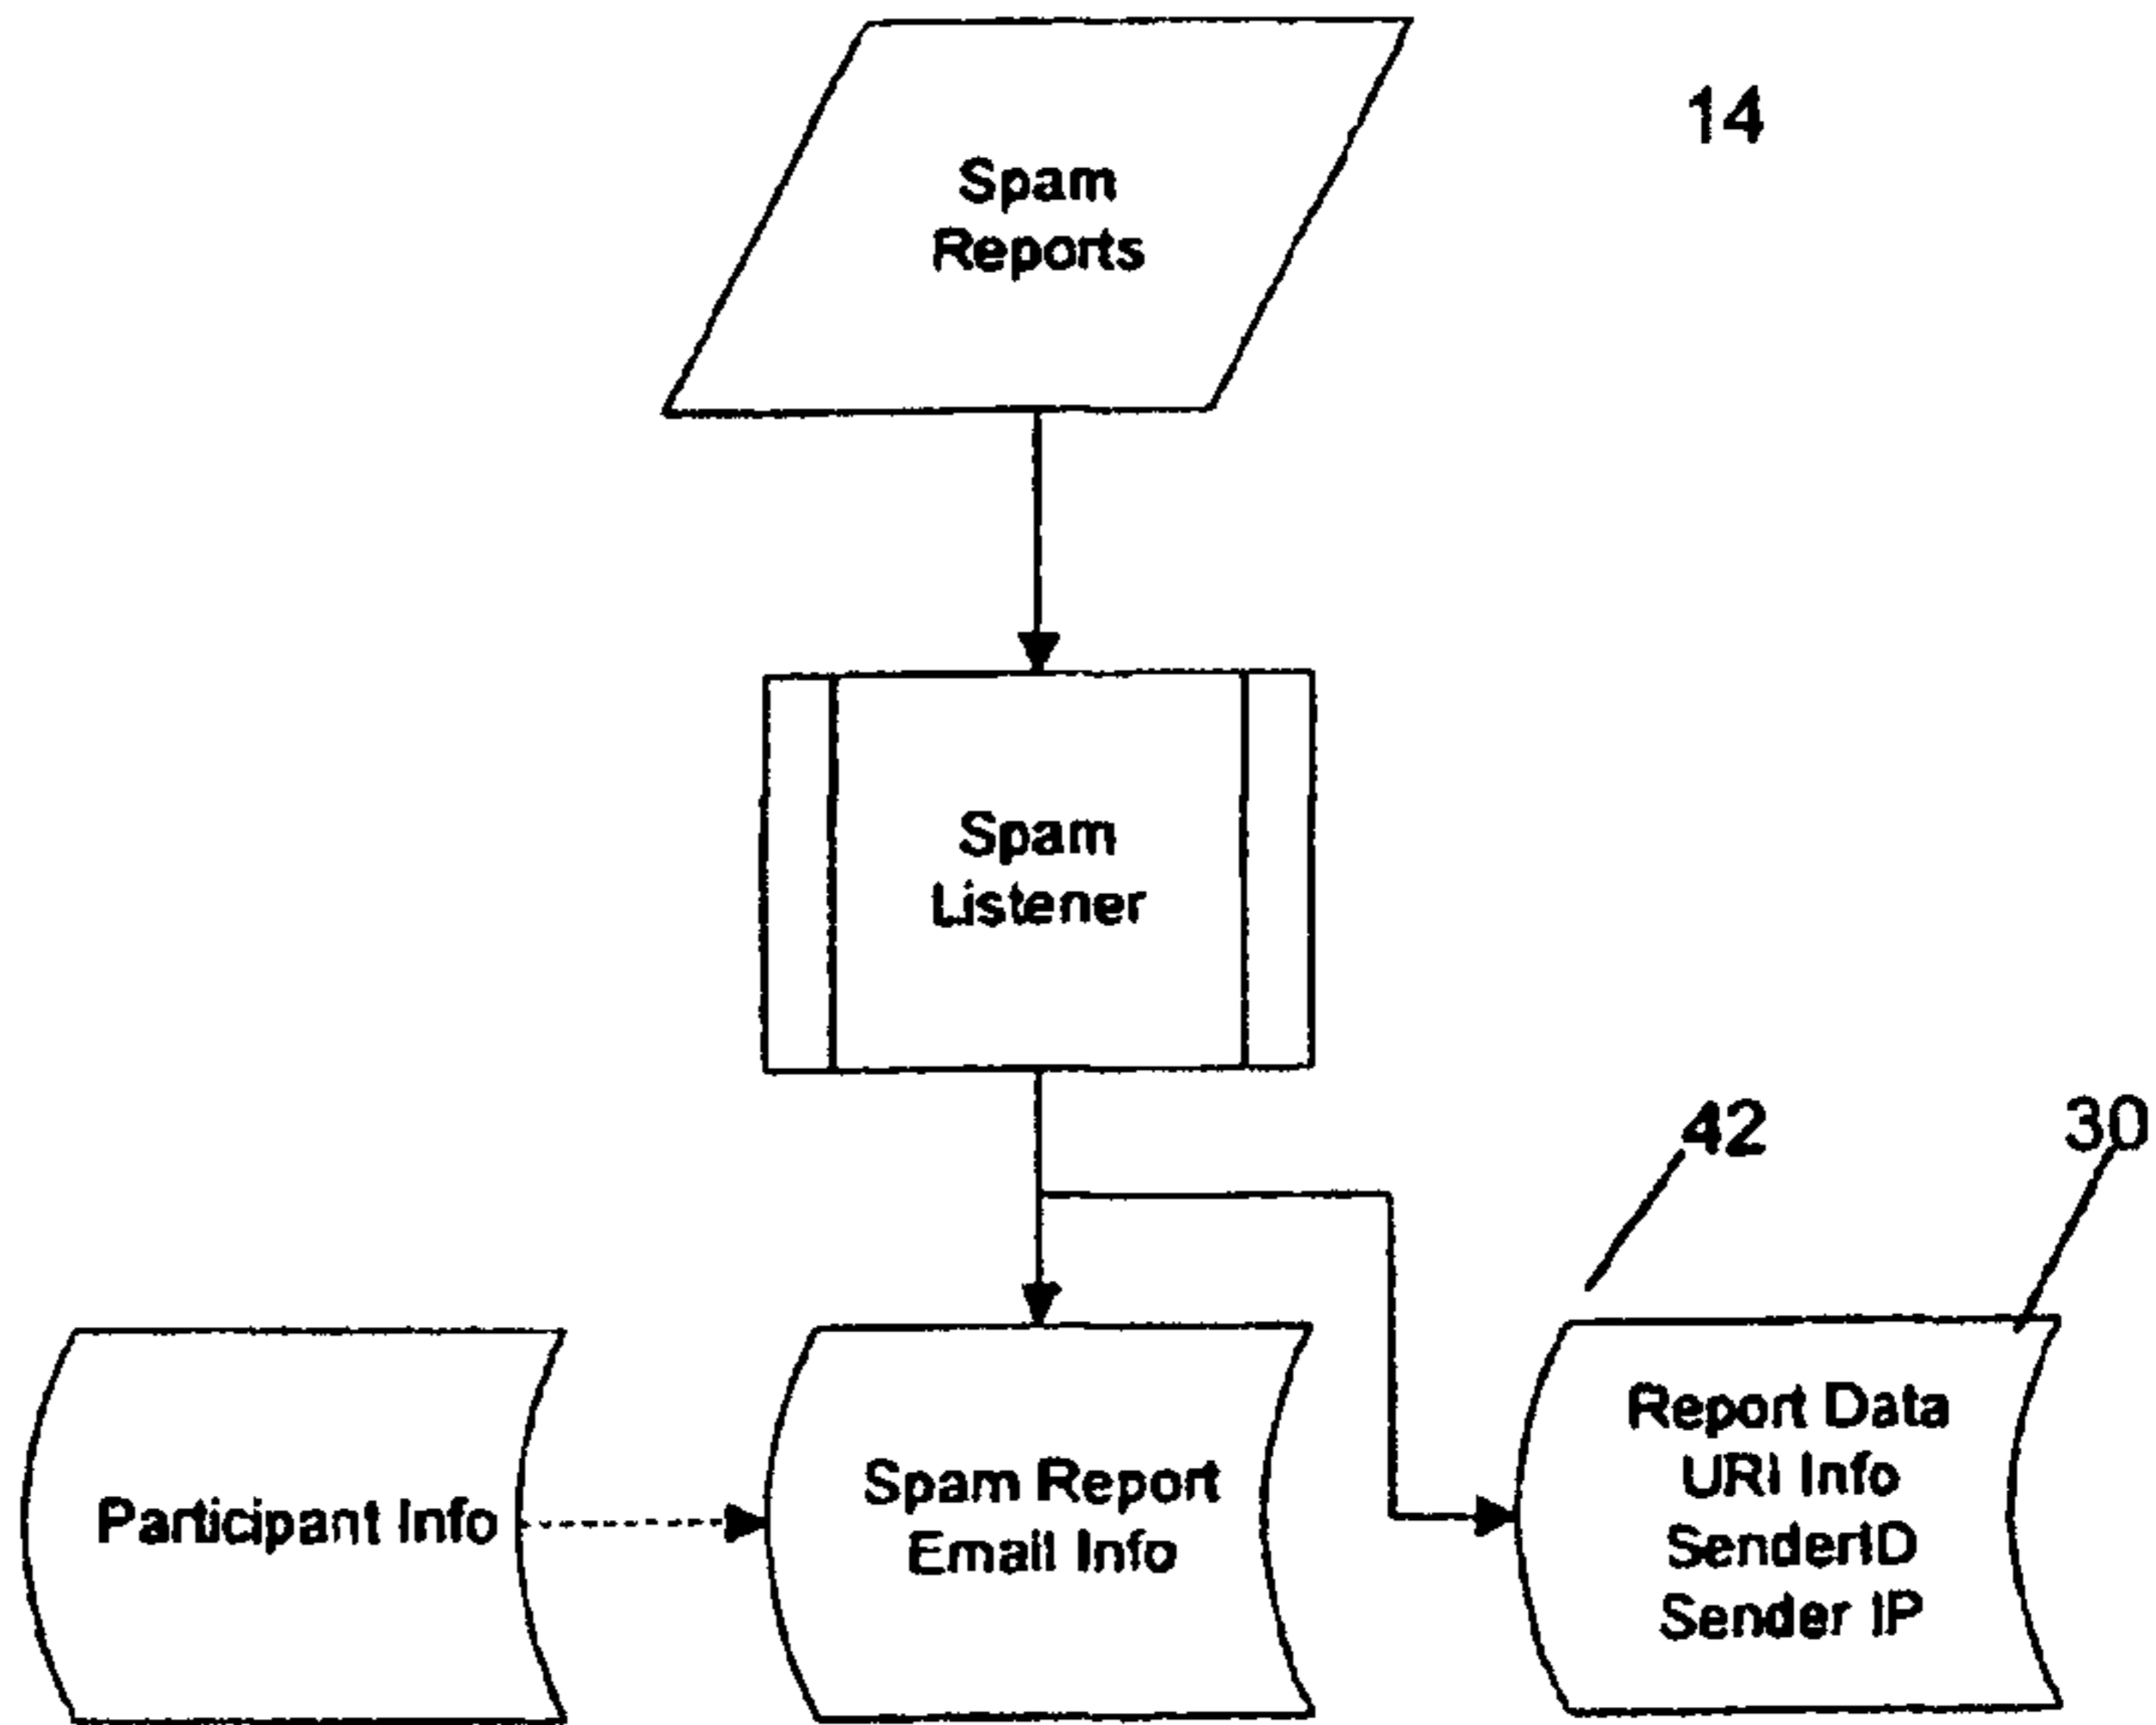 Spam
Reports
14
Spam
Listener
42
30
Participant Info
Spam Report
Email Info
Report Data
URI Info
SenderID
Sender IP